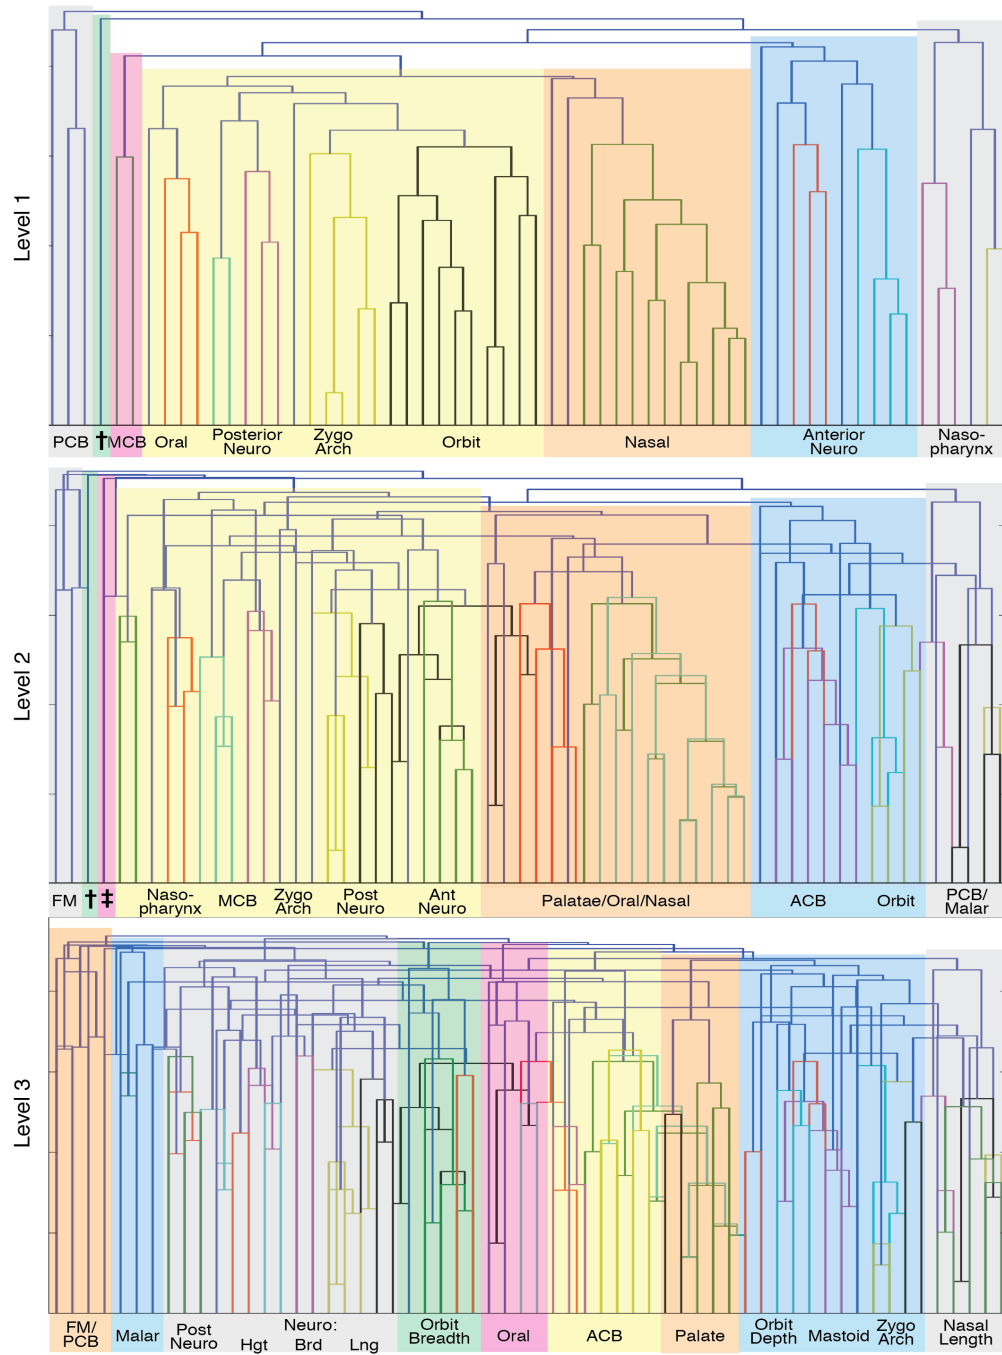 Level 1
PCB † MCB Oral Posterior Neuro Zygo Arch Orbit Nasal Anterior Neuro Naso-pharynx
Level 2
FM † ‡ Naso-pharynx MCB Zygo Arch Post Neuro Ant Neuro Palatae/Oral/Nasal ACB Orbit PCB/Malar
Level 3
FM/PCB Malar Post Neuro Hgt Neuro: Brd Lng Orbit Breadth Oral ACB Palate Orbit Depth Mastoid Zygo Arch Nasal Length